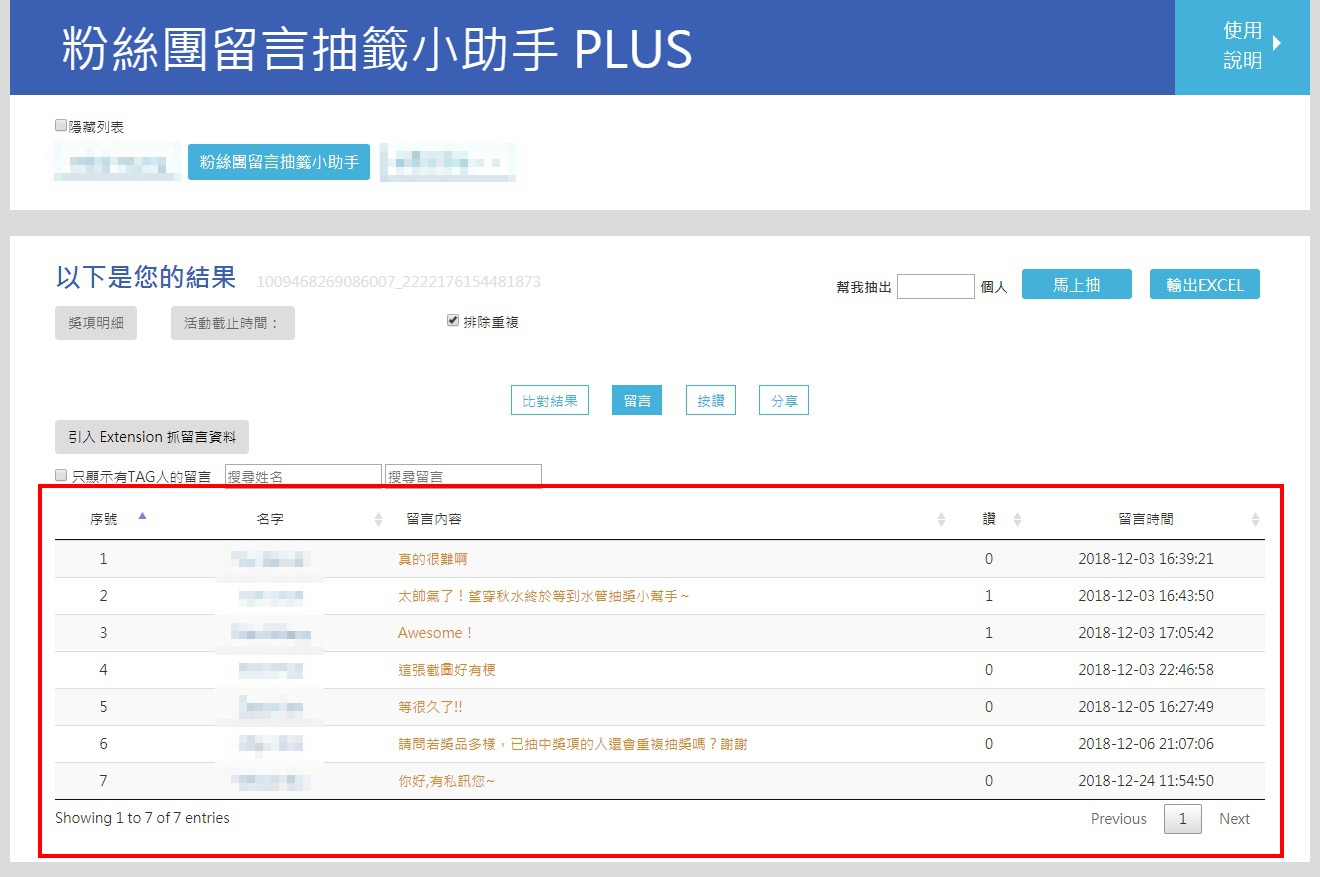 粉絲團留言抽籤小助手 PLUS
使用
說明
隱藏列表
粉絲團留言抽籤小助手
以下是您的結果 1009468269086007_2222176154481873
幫我抽出 個人 馬上抽 輸出EXCEL
獎項明細 活動截止時間： 排除重複
比對結果 留言 按讚 分享
引入 Extension 抓留言資料
只顯示有TAG人的留言 搜尋姓名 搜尋留言
序號 名字 留言內容 讚 留言時間
1 真的很難啊 0 2018-12-03 16:39:21
2 太帥氣了！望穿秋水終於等到水管抽獎小幫手～ 1 2018-12-03 16:43:50
3 Awesome！ 1 2018-12-03 17:05:42
4 這張截圖好有梗 0 2018-12-03 22:46:58
5 等很久了!! 0 2018-12-05 16:27:49
6 請問若獎品多樣，已抽中獎項的人還會重複抽獎嗎？謝謝 0 2018-12-06 21:07:06
7 你好,有私訊您~ 0 2018-12-24 11:54:50
Showing 1 to 7 of 7 entries Previous 1 Next